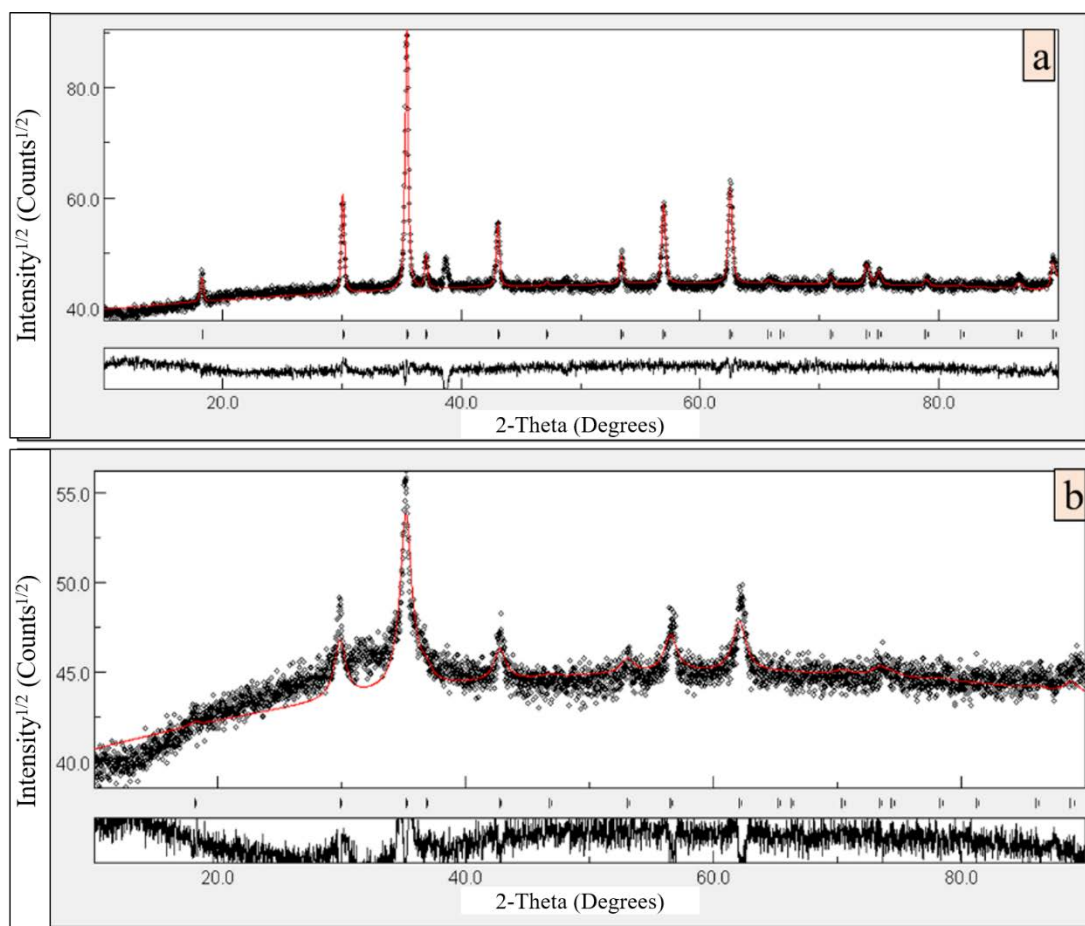 a
Intensity1/2 (Counts1/2)
80.0
60.0
40.0
20.0 40.0 60.0 80.0
2-Theta (Degrees)
b
Intensity1/2 (Counts1/2)
55.0
50.0
45.0
40.0
20.0 40.0 60.0 80.0
2-Theta (Degrees)